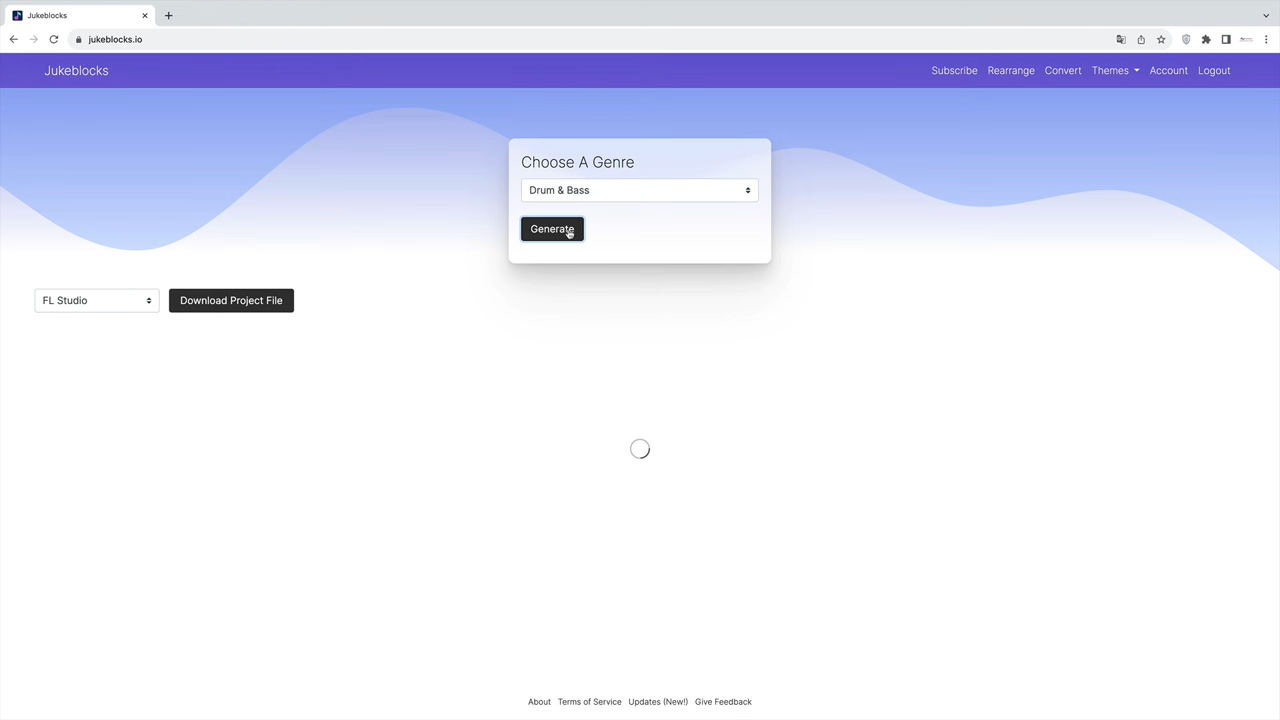 Jukeblocks
jukeblocks.io
Jukeblocks
Subscribe Rearrange Convert Themes Account Logout
Choose A Genre
Drum & Bass
Generate
FL Studio
Download Project File
About Terms of Service Updates (New!) Give Feedback